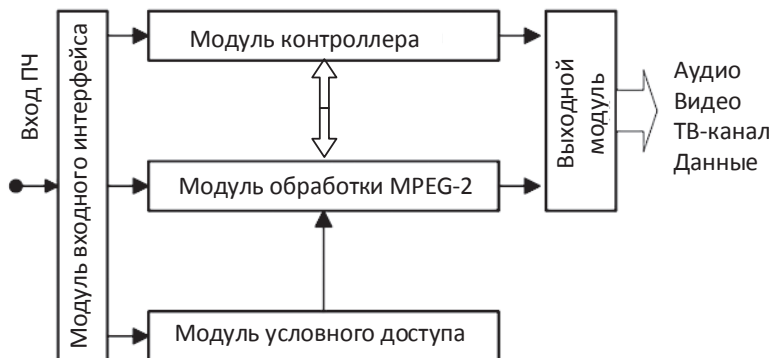 Вход ПЧ
Модуль входного интерфейса
Модуль контроллера
Модуль обработки MPEG-2
Модуль условного доступа
Выходной
модуль
Аудио
Видео
ТВ-канал
Данные